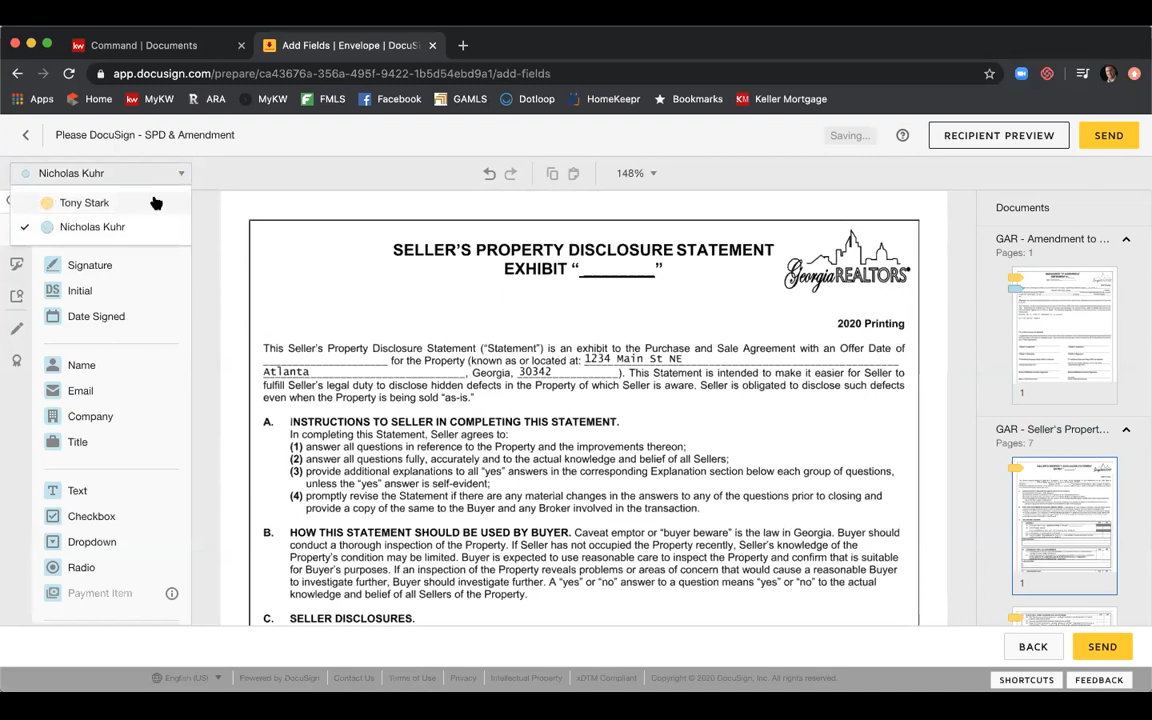 Command | Documents
Add Fields | Envelope | DocuSi
app.docusign.com/prepare/ca43676a-356a-495f-9422-1b5d54ebd9a1/add-fields
Apps Home MyKW ARA MyKW FMLS Facebook GAMLS Dotloop HomeKeepr Bookmarks Keller Mortgage
Please DocuSign - SPD & Amendment
Saving...
RECIPIENT PREVIEW
SEND
Nicholas Kuhr
148%
Tony Stark
Nicholas Kuhr
Signature
Initial
Date Signed
Name
Email
Company
Title
Text
Checkbox
Dropdown
Radio
Payment Item
SELLER'S PROPERTY DISCLOSURE STATEMENT
EXHIBIT “________”
Georgia REALTORS®
2020 Printing
This Seller's Property Disclosure Statement (“Statement”) is an exhibit to the Purchase and Sale Agreement with an Offer Date of
for the Property (known as or located at: 1234 Main St NE
Atlanta , Georgia, 30342 ). This Statement is intended to make it easier for Seller to
fulfill Seller's legal duty to disclose hidden defects in the Property of which Seller is aware. Seller is obligated to disclose such defects
even when the Property is being sold “as-is.”
A. INSTRUCTIONS TO SELLER IN COMPLETING THIS STATEMENT.
In completing this Statement, Seller agrees to:
(1) answer all questions in reference to the Property and the improvements thereon;
(2) answer all questions fully, accurately and to the actual knowledge and belief of all Sellers;
(3) provide additional explanations to all “yes” answers in the corresponding Explanation section below each group of questions,
unless the “yes” answer is self-evident;
(4) promptly revise the Statement if there are any material changes in the answers to any of the questions prior to closing and
provide a copy of the same to the Buyer and any Broker involved in the transaction.
B. HOW THIS STATEMENT SHOULD BE USED BY BUYER. Caveat emptor or “buyer beware” is the law in Georgia. Buyer should
conduct a thorough inspection of the Property. If Seller has not occupied the Property recently, Seller's knowledge of the
Property's condition may be limited. Buyer is expected to use reasonable care to inspect the Property and confirm that is suitable
for Buyer's purposes. If an inspection of the Property reveals problems or areas of concern that would cause a reasonable Buyer
to investigate further, Buyer should investigate further. A “yes” or “no” answer to a question means “yes” or “no” to the actual
knowledge and belief of all Sellers of the Property.
C. SELLER DISCLOSURES.
Documents
GAR - Amendment to ...
Pages: 1
1
GAR - Seller's Propert...
Pages: 7
1
BACK
SEND
English (US) Powered by DocuSign Contact Us Terms of Use Privacy Intellectual Property xDTM Compliant Copyright © 2020 DocuSign, Inc. All rights reserved.
SHORTCUTS
FEEDBACK